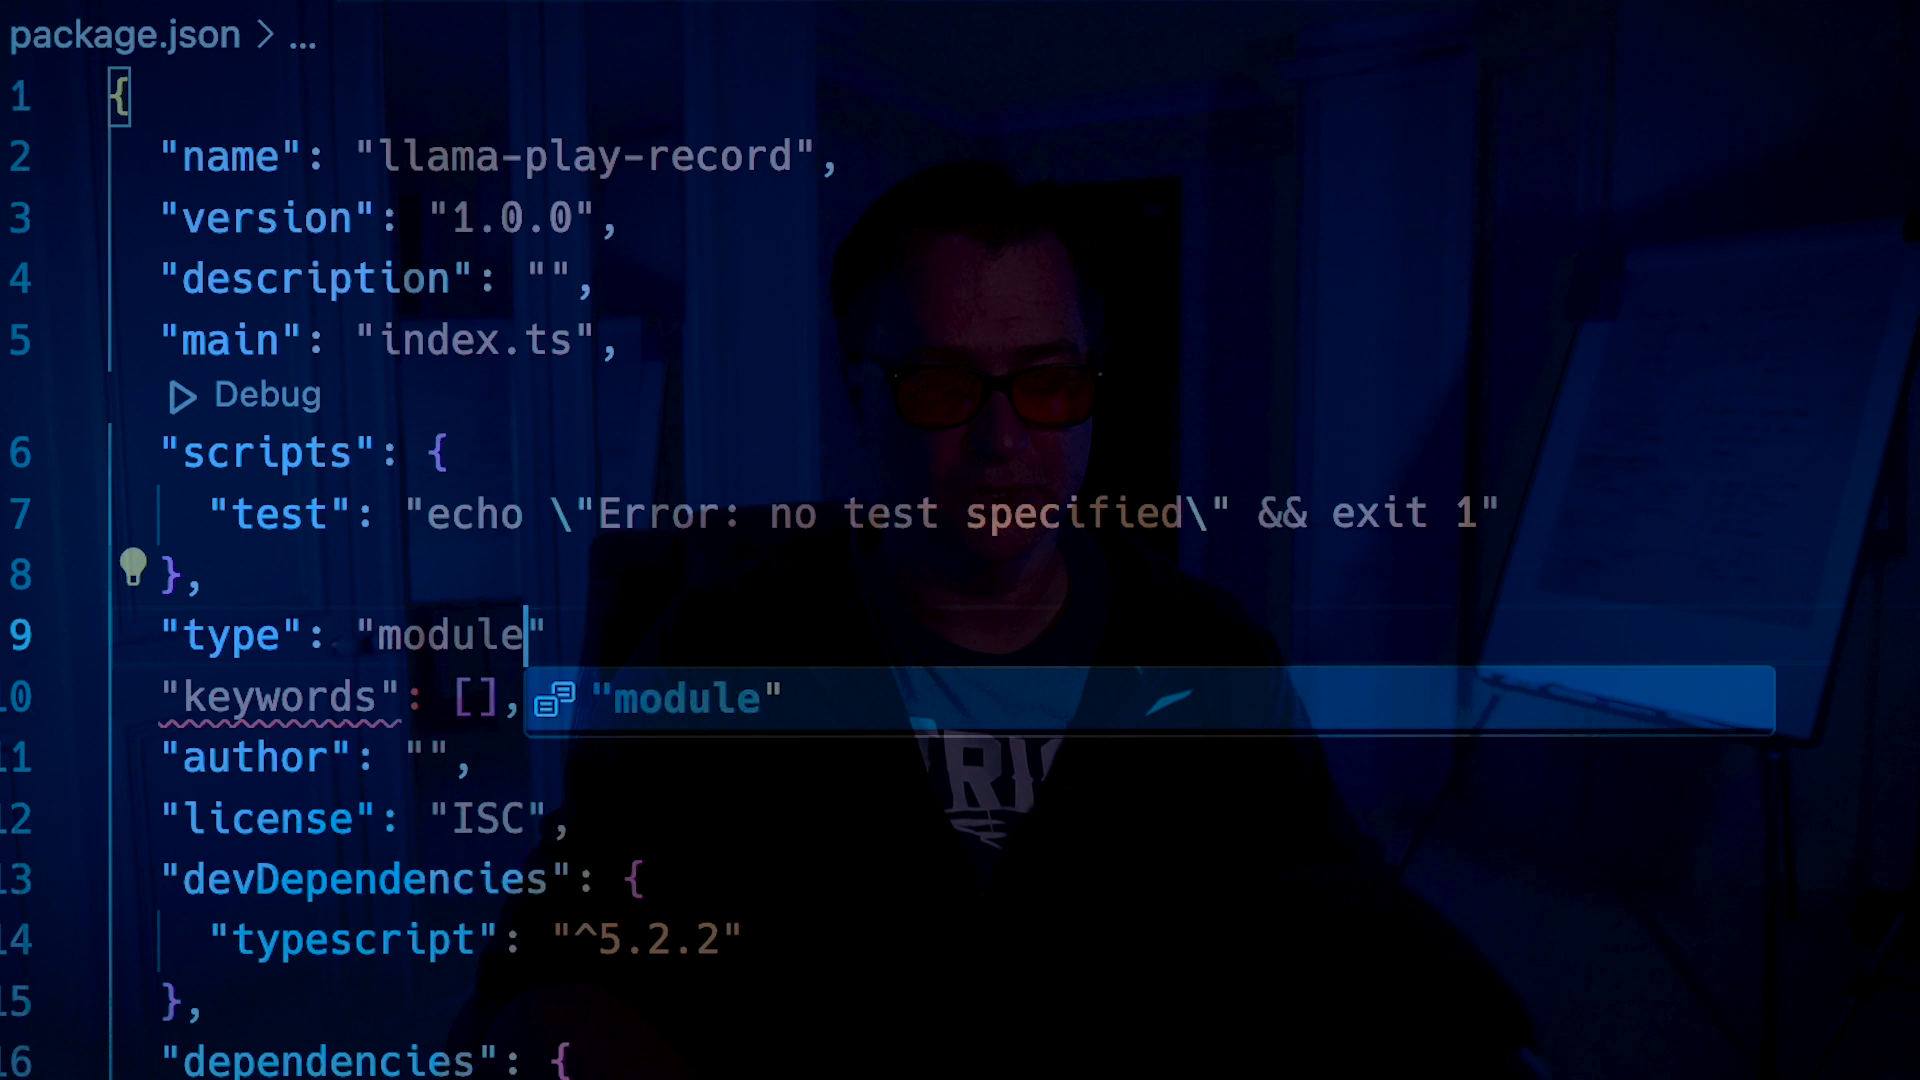 package.json > ...
1 {
2 "name": "llama-play-record",
3 "version": "1.0.0",
4 "description": "",
5 "main": "index.ts",
Debug
6 "scripts": {
7 "test": "echo \"Error: no test specified\" && exit 1"
8 },
9 "type": "module"
10 "keywords": [],
"module"
11 "author": "",
12 "license": "ISC",
13 "devDependencies": {
14 "typescript": "^5.2.2"
15 },
16 "dependencies": {